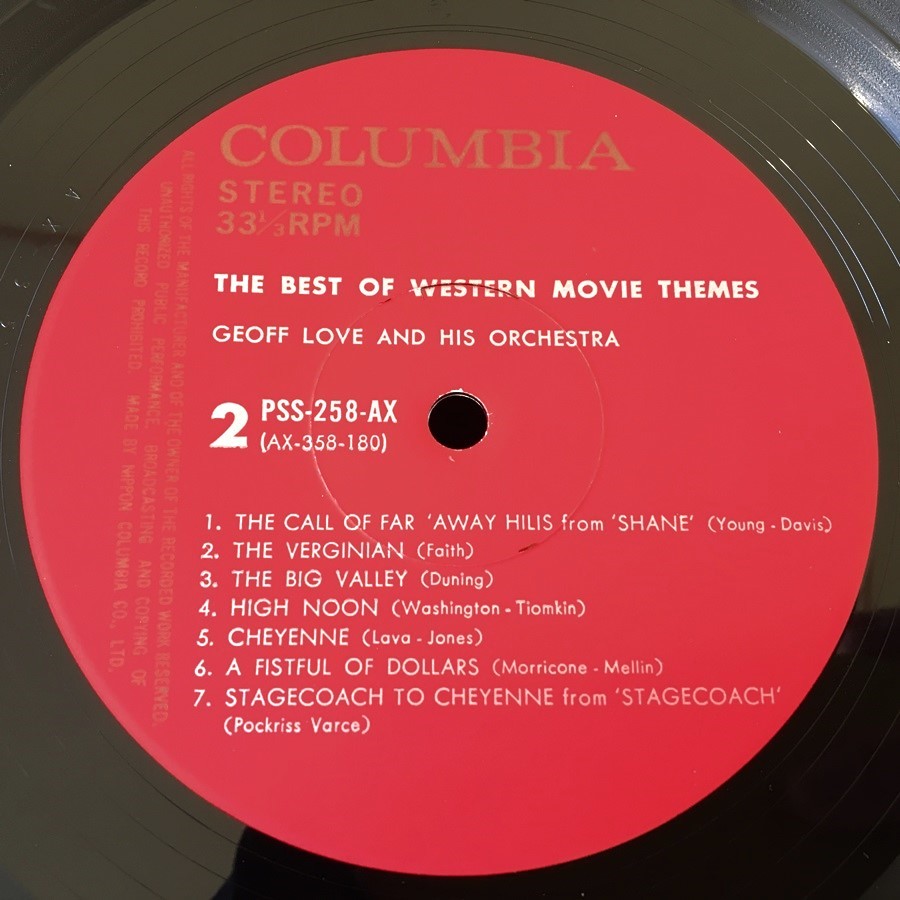 COLUMBIA
STEREO
33 1/3 RPM
THE BEST OF WESTERN MOVIE THEMES
GEOFF LOVE AND HIS ORCHESTRA
2 PSS-258-AX
(AX-358-180)
1. THE CALL OF FAR 'AWAY HILIS from 'SHANE' (Young - Davis)
2. THE VERGINIAN (Faith)
3. THE BIG VALLEY (Duning)
4. HIGH NOON (Washington - Tiomkin)
5. CHEYENNE (Lava - Jones)
6. A FISTFUL OF DOLLARS (Morricone - Mellin)
7. STAGECOACH TO CHEYENNE from 'STAGECOACH'
(Pockriss Varce)
ALL RIGHTS OF THE MANUFACTURER AND OF THE OWNER OF THE RECORDED WORK RESERVED.
UNAUTHORIZED PUBLIC PERFORMANCE, BROADCASTING AND COPYING OF
THIS RECORD PROHIBITED. MADE BY NIPPON COLUMBIA CO., LTD.